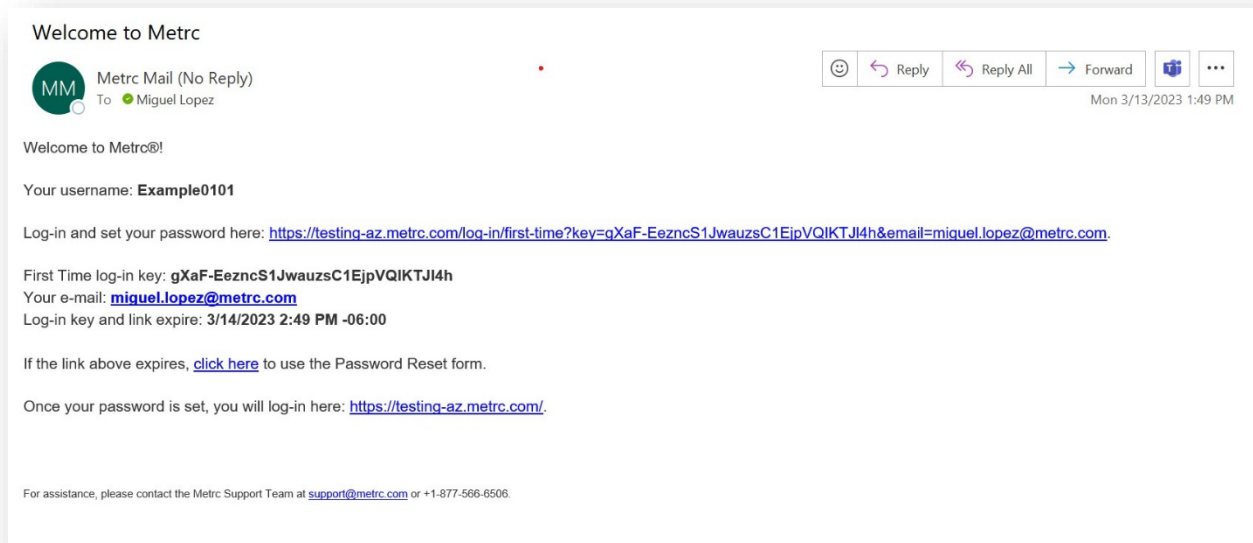 Welcome to Metrc
MM
Metrc Mail (No Reply)
To Miguel Lopez
Reply
Reply All
Forward
Mon 3/13/2023 1:49 PM
Welcome to Metrc®!
Your username: Example0101
Log-in and set your password here: https://testing-az.metrc.com/log-in/first-time?key=gXaF-EezncS1JwauzsC1EjpVQIKTJI4h&email=miguel.lopez@metrc.com.
First Time log-in key: gXaF-EezncS1JwauzsC1EjpVQIKTJI4h
Your e-mail: miguel.lopez@metrc.com
Log-in key and link expire: 3/14/2023 2:49 PM -06:00
If the link above expires, click here to use the Password Reset form.
Once your password is set, you will log-in here: https://testing-az.metrc.com/.
For assistance, please contact the Metrc Support Team at support@metrc.com or +1-877-566-6506.